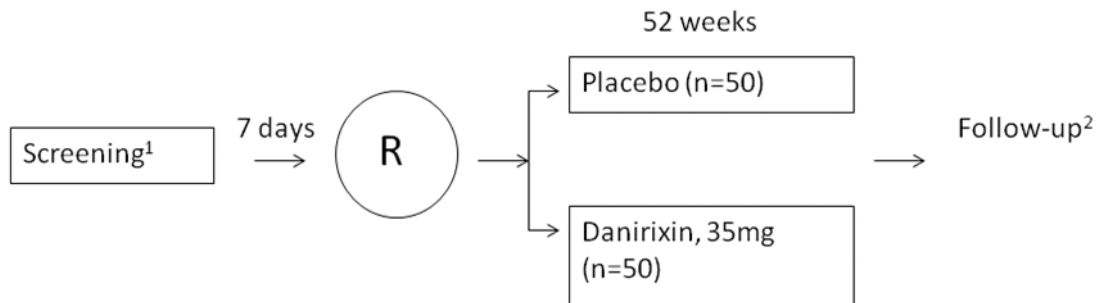 52 weeks
Placebo (n=50)
7 days
Screening¹
R
Follow-up²
Danirixin, 35mg
(n=50)